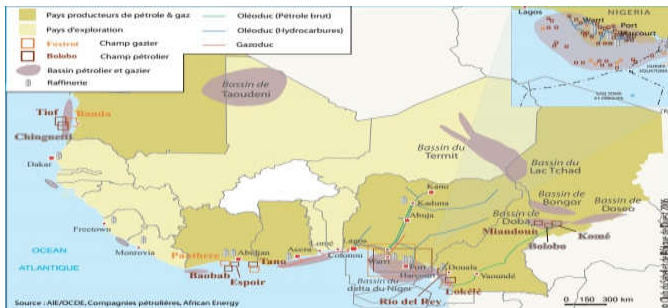 Pays producteurs de pétrole & gaz
Pays d'exploration
Foxtrot Champ gazier
Bolobo Champ pétrolier
Bassin pétrolier et gazier
Raffinerie
Oléoduc (Pétrole brut)
Oléoduc (Hydrocarbures)
Gazoduc
NIGERIA
Lagos
Warri
Port
Harcourt
Bassin de
Taoudeni
Tiof
Banda
Chinguetti
Dakar
Bassin du
Termit
Bassin du
Lac Tchad
Bassin de
Bongor
Bassin de
Doseo
Bassin
de Doba
Miandoum
Komé
Bolobo
Kano
Kaduna
Abuja
Freetown
Monrovia
OCEAN
ATLANTIQUE
Panthere
Abidjan
Baobab
Espoir
Tano
Accra
Lomé
Cotonou
Lagos
Warri
Port
Harcourt
Bassin du
delta du Niger
Rio del Rey
Douala
Lokélé
Yaoundé
0 150 300 km
Source : AIE/OCDE, Compagnies pétrolières, African Energy